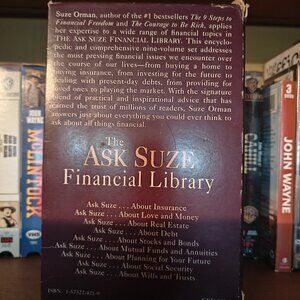 Suze Orman, author of the #1 bestsellers The 9 Steps to
Financial Freedom and The Courage to Be Rich, applies
her expertise to a wide range of financial topics in
THE ASK SUZE FINANCIAL LIBRARY. This encyclo-
pedic and comprehensive nine-volume set addresses
the most pressing financial issues we encounter over
the course of our lives—from buying a home to
buying insurance, from investing for the future to
dealing with present-day debts, from providing for
loved ones to playing the market. With the signature
blend of practical and inspirational advice that has
earned the trust of millions of readers, Suze Orman
answers just about everything you could ever think to
ask about all things financial.
The
ASK SUZE
Financial Library
Ask Suze . . . About Insurance
Ask Suze . . . About Love and Money
Ask Suze . . . About Real Estate
Ask Suze . . . About Debt
Ask Suze . . . About Stocks and Bonds
Ask Suze . . . About Mutual Funds and Annuities
Ask Suze . . . About Planning for Your Future
Ask Suze . . . About Social Security
Ask Suze . . . About Wills and Trusts
McLINTOCK
VHS
JOHN WAYNE